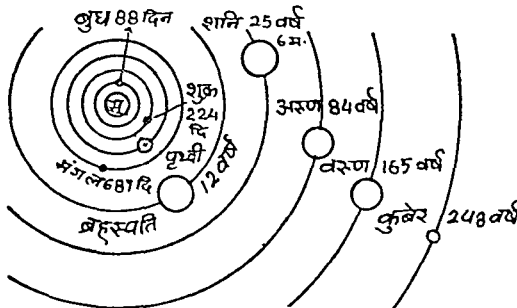 बुध 88 दिन
शनि 25 वर्ष
6 म.
सू
शुक्र
224
दि
अरुण 84 वर्ष
पृथ्वी
मंगल 687 दि
12 वर्ष
वरुण 165 वर्ष
ब्रहस्पति
कुबेर 248 वर्ष